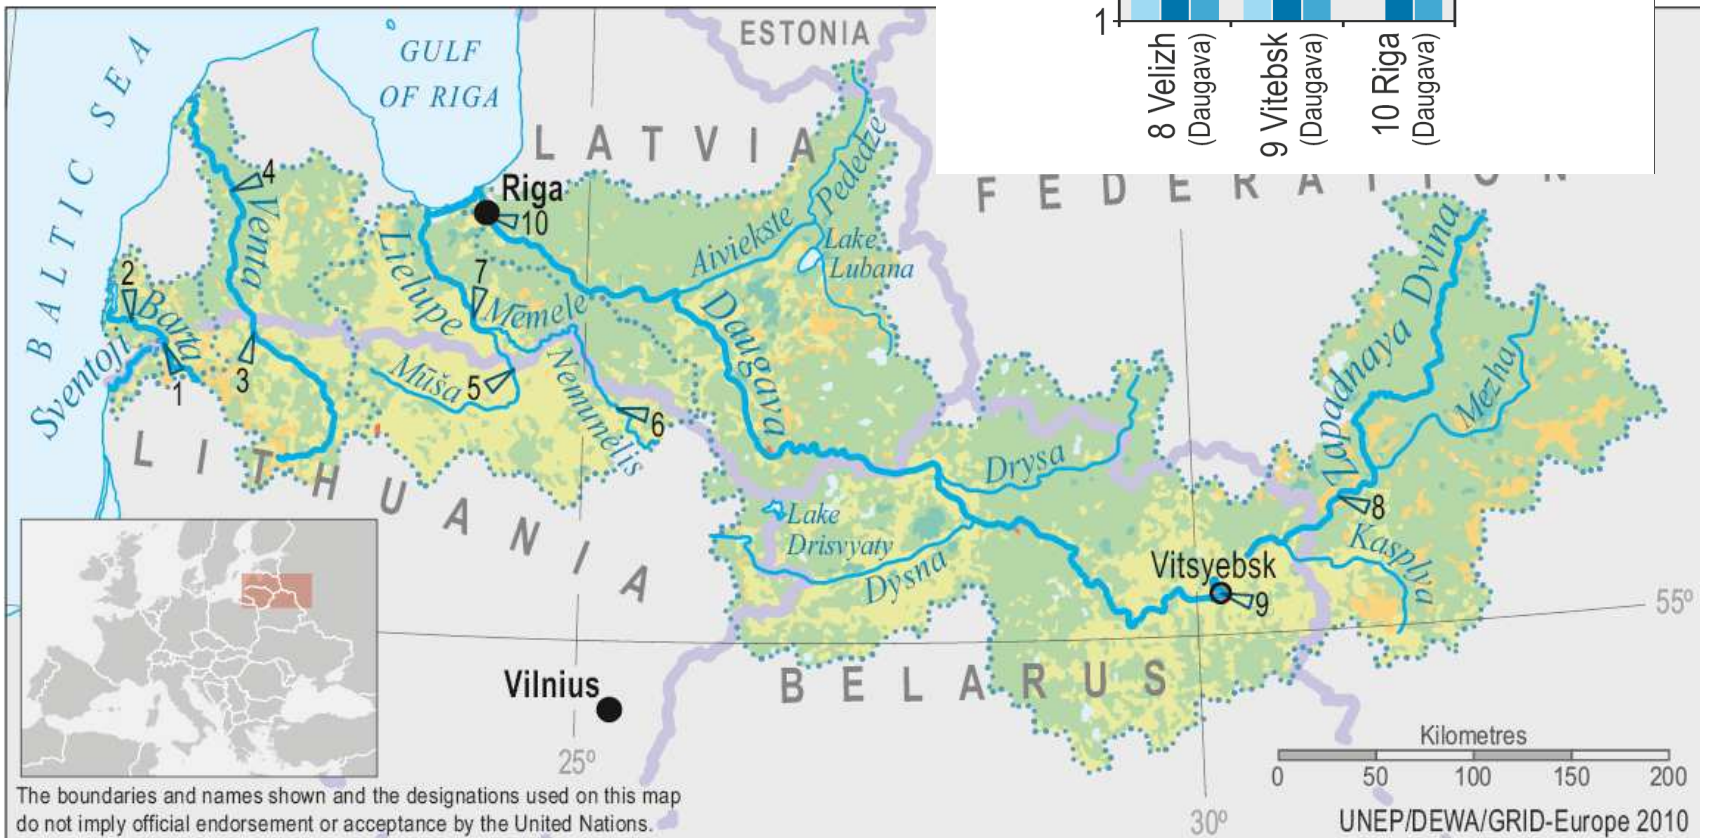 ESTONIA
GULF
OF RIGA
BALTIC SEA
LATVIA
FEDERATION
1
8 Velizh
(Daugava)
9 Vitebsk
(Daugava)
10 Riga
(Daugava)
Riga
10
4
Venta
2
Barta
Sventoji
1
3
Lielupe
7
Mēmele
Mūša
5
Nemunėlis
6
Aiviekste
Pededze
Lake
Lubana
Daugava
Zapadnaya Dvina
Mezha
Drysa
8
Kasplya
Lake
Drisvyaty
Dysna
Vitsyebsk
9
LITHUANIA
BELARUS
Vilnius
55º
25º
30º
Kilometres
0 50 100 150 200
The boundaries and names shown and the designations used on this map
do not imply official endorsement or acceptance by the United Nations.
UNEP/DEWA/GRID-Europe 2010